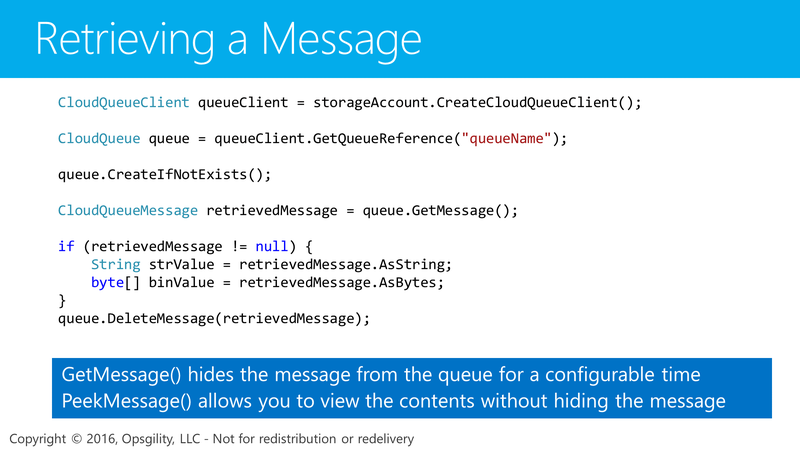 Retrieving a Message
CloudQueueClient queueClient = storageAccount.CreateCloudQueueClient();
CloudQueue queue = queueClient.GetQueueReference("queueName");
queue.CreateIfNotExists();
CloudQueueMessage retrievedMessage = queue.GetMessage();
if (retrievedMessage != null) {
    String strValue = retrievedMessage.AsString;
    byte[] binValue = retrievedMessage.AsBytes;
}
queue.DeleteMessage(retrievedMessage);
GetMessage() hides the message from the queue for a configurable time
PeekMessage() allows you to view the contents without hiding the message
Copyright © 2016, Opsgility, LLC - Not for redistribution or redelivery